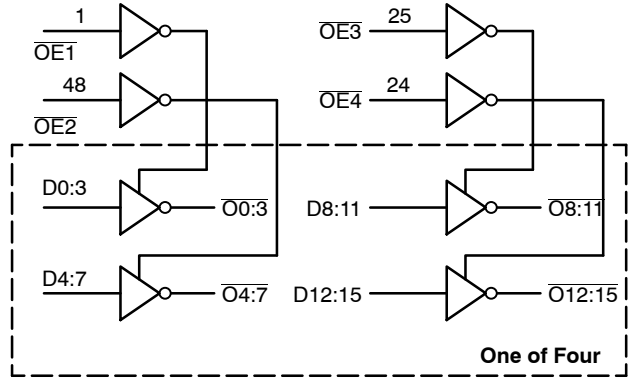 1
OE1
48
OE2
25
OE3
24
OE4
D0:3
O0:3
D4:7
O4:7
D8:11
O8:11
D12:15
O12:15
One of Four